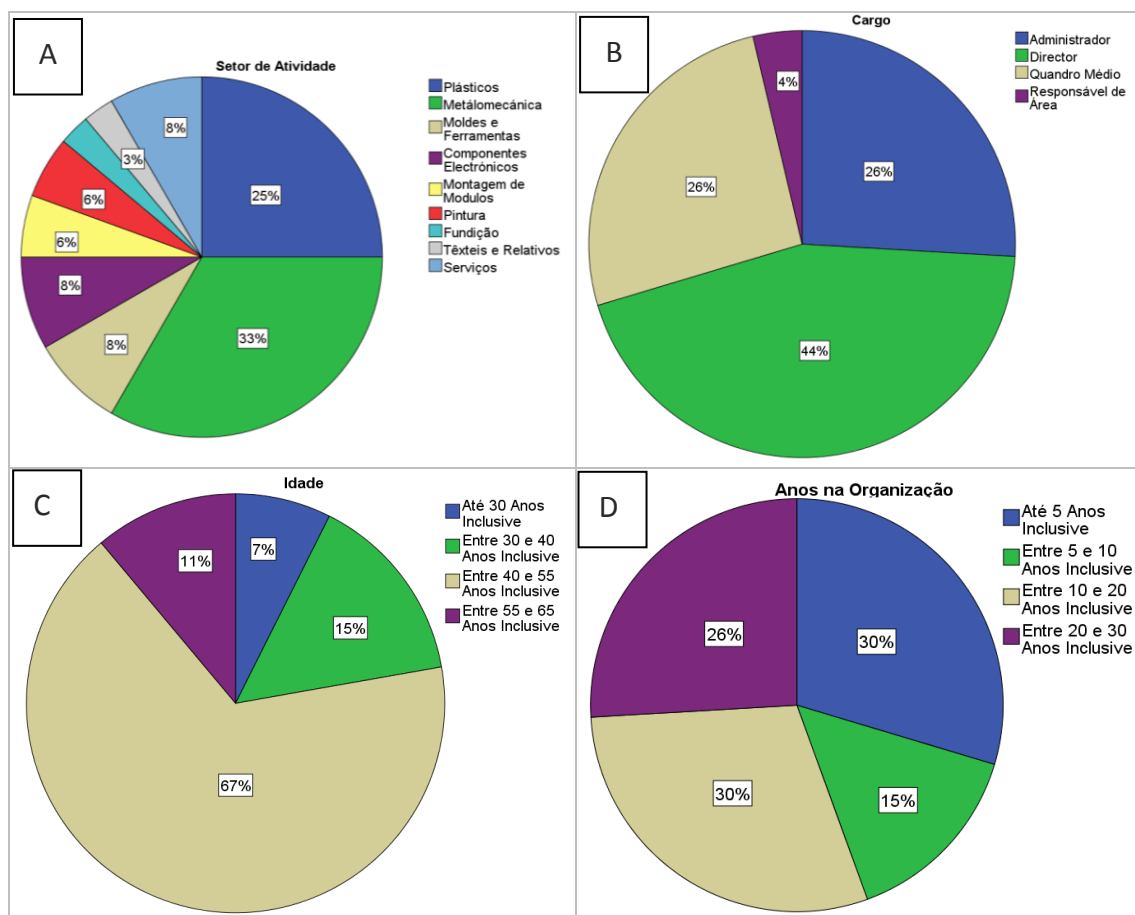 A
Setor de Atividade
Plásticos
Metálomecánica
Moldes e
Ferramentas
Componentes
Electrónicos
Montagem de
Modulos
Pintura
Fundição
Têxteis e Relativos
Serviços
8%
3%
6%
6%
8%
8%
25%
33%
B
Cargo
Administrador
Director
Quandro Médio
Responsável de
Área
4%
26%
26%
44%
C
Idade
Até 30 Anos
Inclusive
Entre 30 e 40
Anos Inclusive
Entre 40 e 55
Anos Inclusive
Entre 55 e 65
Anos Inclusive
11%
7%
15%
67%
D
Anos na Organização
Até 5 Anos
Inclusive
Entre 5 e 10
Anos Inclusive
Entre 10 e 20
Anos Inclusive
Entre 20 e 30
Anos Inclusive
26%
30%
30%
15%